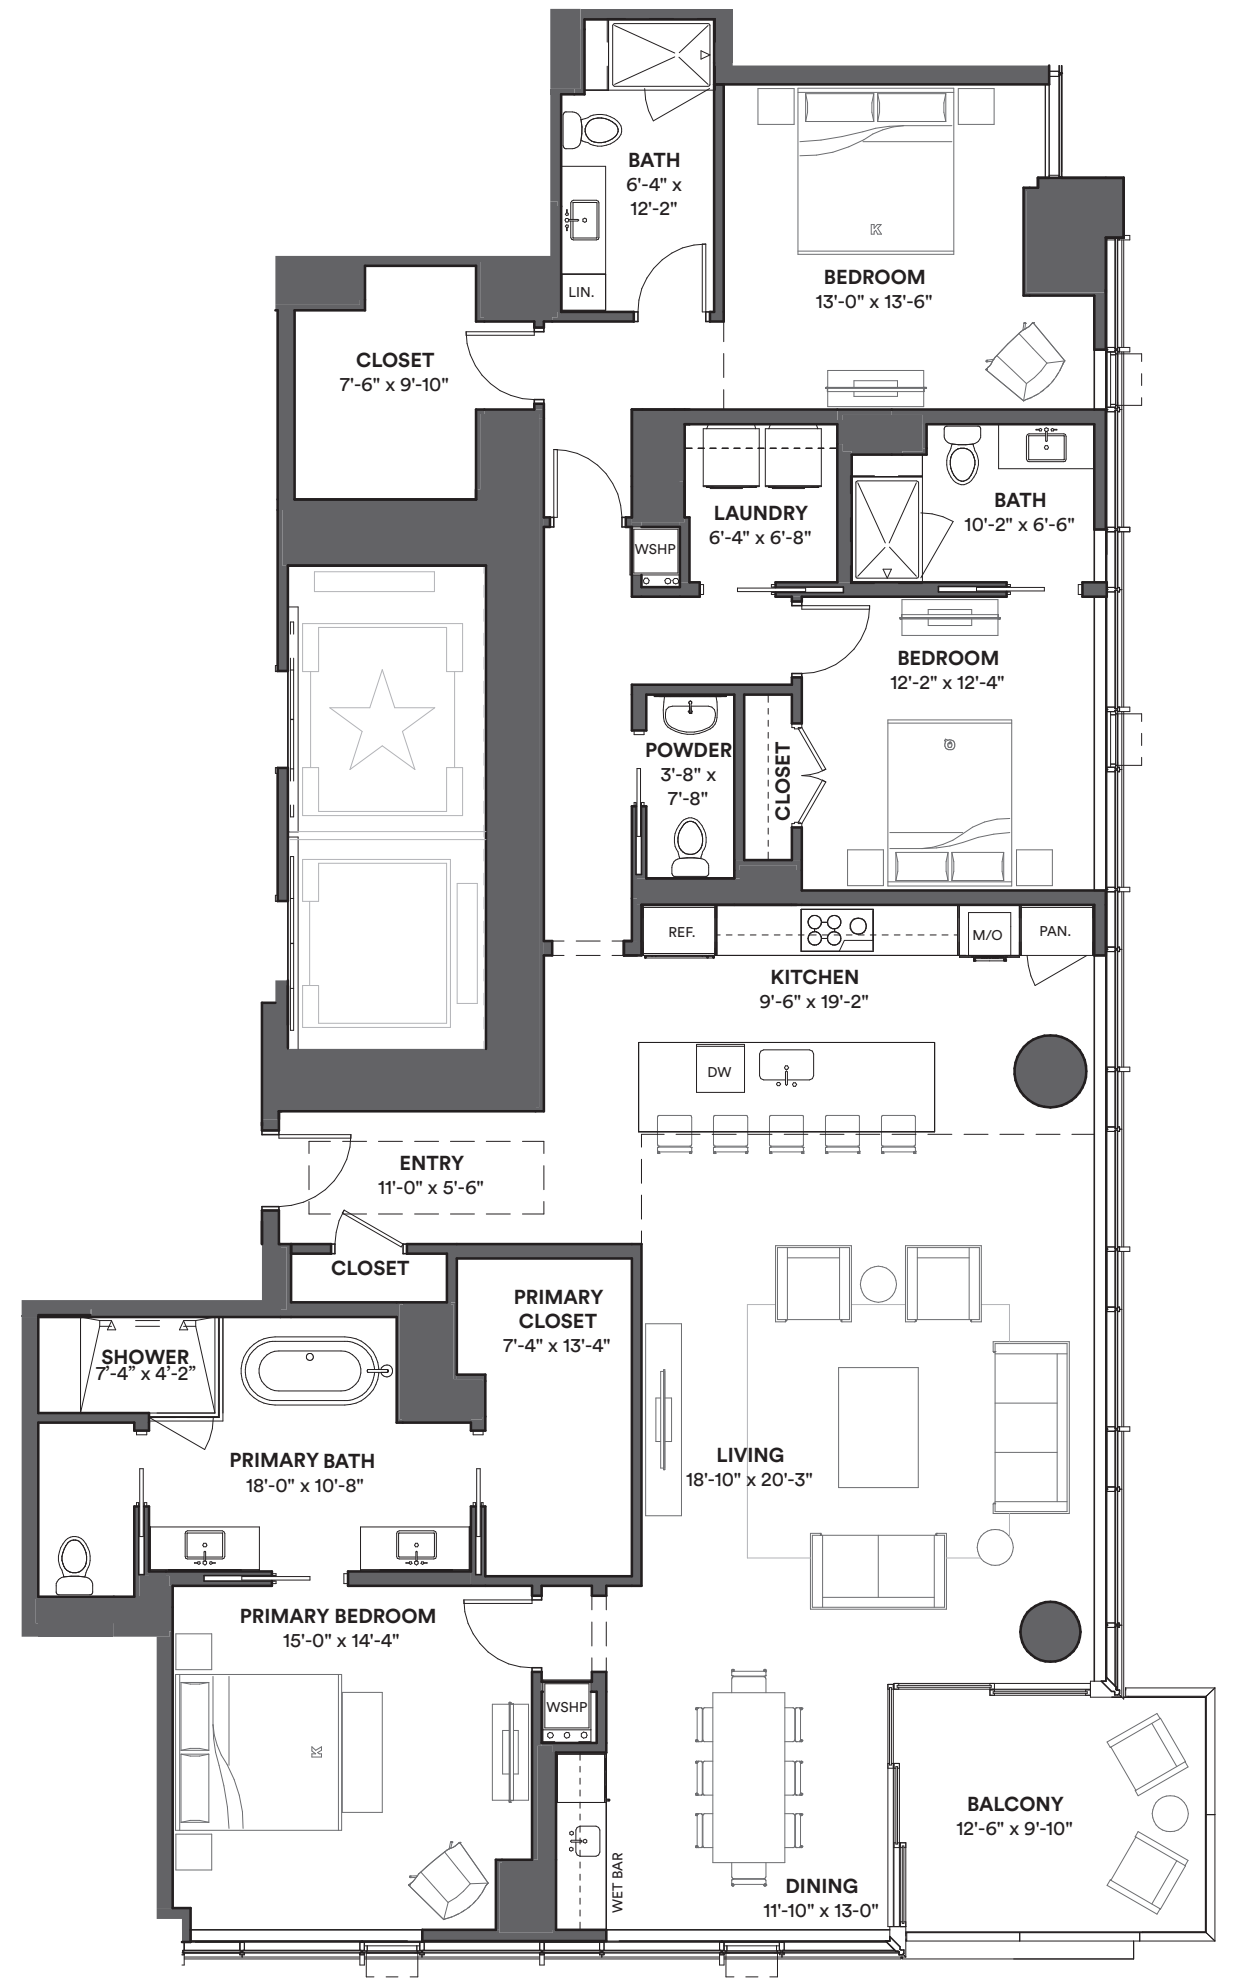 BATH
6'-4" x
12'-2"
LIN.
K
BEDROOM
13'-0" x 13'-6"
CLOSET
7'-6" x 9'-10"
LAUNDRY
6'-4" x 6'-8"
BATH
10'-2" x 6'-6"
WSHP
BEDROOM
12'-2" x 12'-4"
Q
POWDER
3'-8" x
7'-8"
CLOSET
REF.
M/O
PAN.
KITCHEN
9'-6" x 19'-2"
DW
ENTRY
11'-0" x 5'-6"
CLOSET
PRIMARY
CLOSET
7'-4" x 13'-4"
SHOWER
7'-4” x 4'-2”
PRIMARY BATH
18'-0" x 10'-8"
LIVING
18'-10" x 20'-3"
PRIMARY BEDROOM
15'-0" x 14'-4"
K
WSHP
WET BAR
BALCONY
12'-6" x 9'-10"
DINING
11'-10" x 13-0"